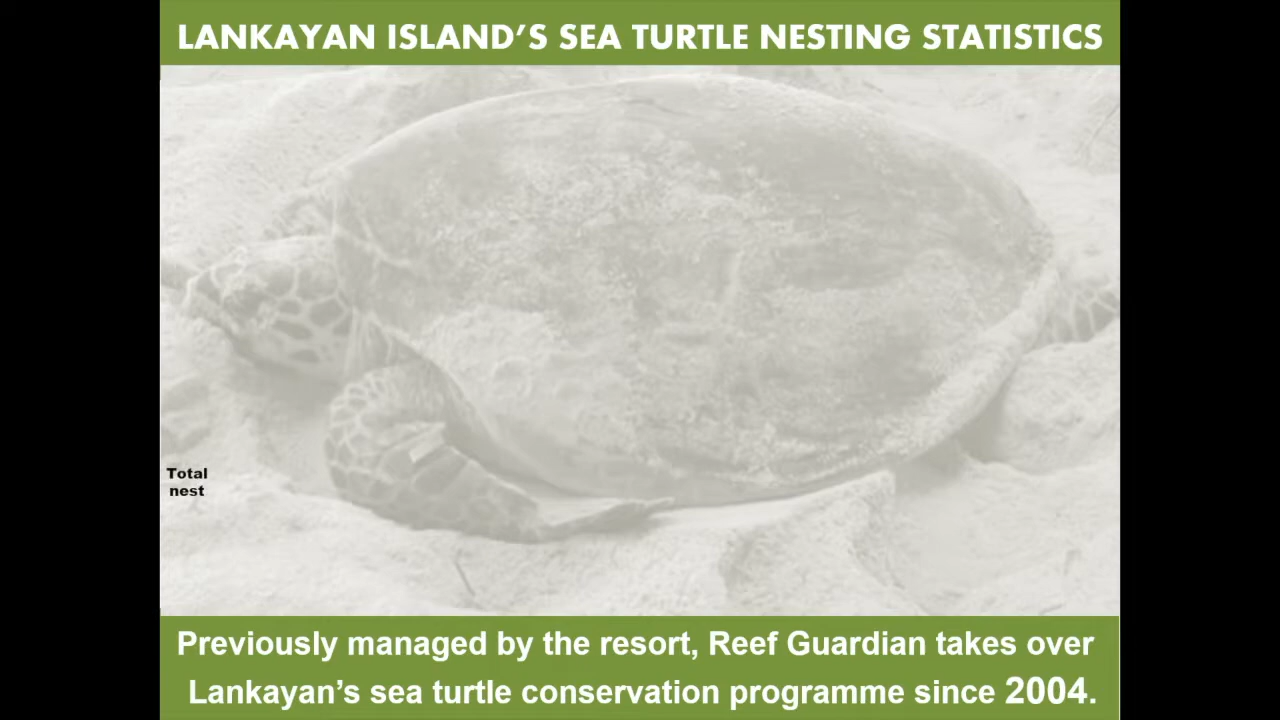 LANKAYAN ISLAND'S SEA TURTLE NESTING STATISTICS
Total
nest
Previously managed by the resort, Reef Guardian takes over
Lankayan's sea turtle conservation programme since 2004.